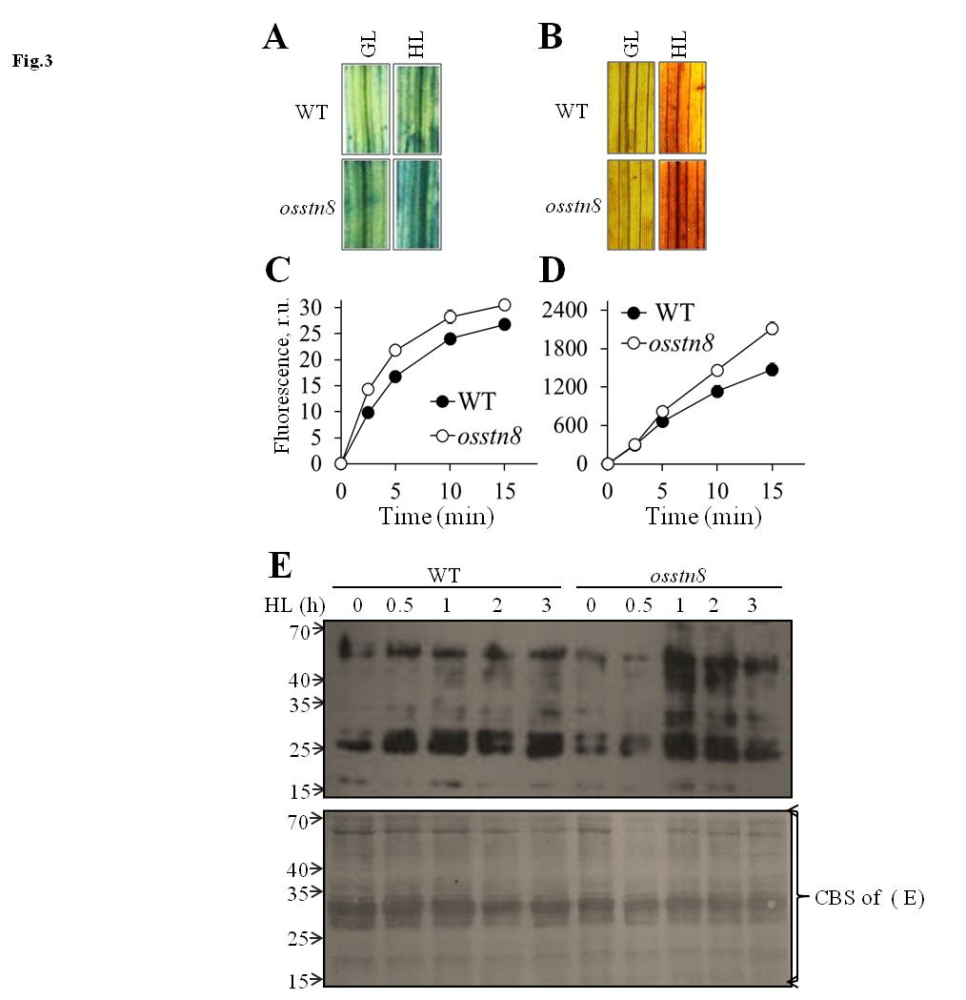 Fig.3
A
GL
HL
WT
osstn8
B
GL
HL
WT
osstn8
C
Fluorescence, r.u.
30
25
20
15
10
5
0
WT
osstn8
0 5 10 15
Time (min)
D
2400
1800
1200
600
0
WT
osstn8
0 5 10 15
Time (min)
E
WT osstn8
HL (h) 0 0.5 1 2 3 0 0.5 1 2 3
70
40
35
25
15
70
40
35
25
15
CBS of ( E)